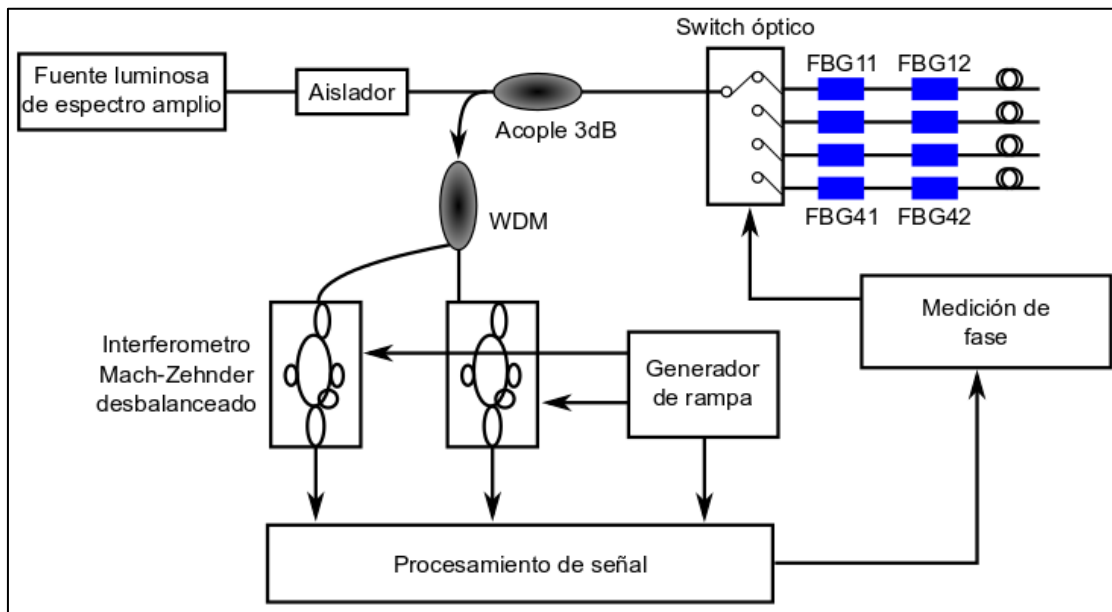 Switch óptico
Fuente luminosa
de espectro amplio
Aislador
Acople 3dB
FBG11
FBG12
WDM
FBG41
FBG42
Interferometro
Mach-Zehnder
desbalanceado
Generador
de rampa
Medición de
fase
Procesamiento de señal